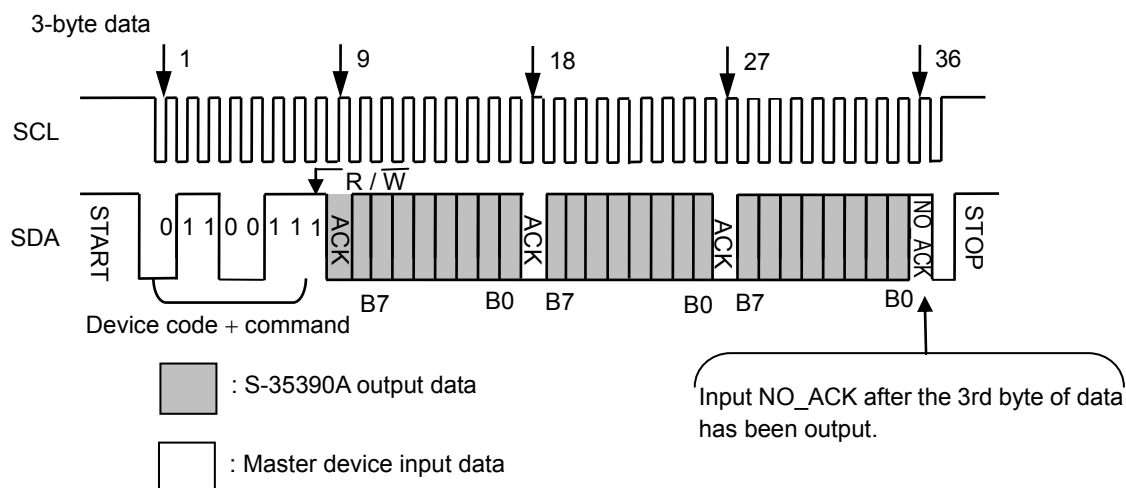 3-byte data
1 9 18 27 36
SCL
R / W
SDA
START 0 1 1 0 0 1 1 1 ACK ACK ACK NO_ACK STOP
B7 B0 B7 B0 B7 B0
Device code + command
: S-35390A output data
: Master device input data
Input NO_ACK after the 3rd byte of data
has been output.